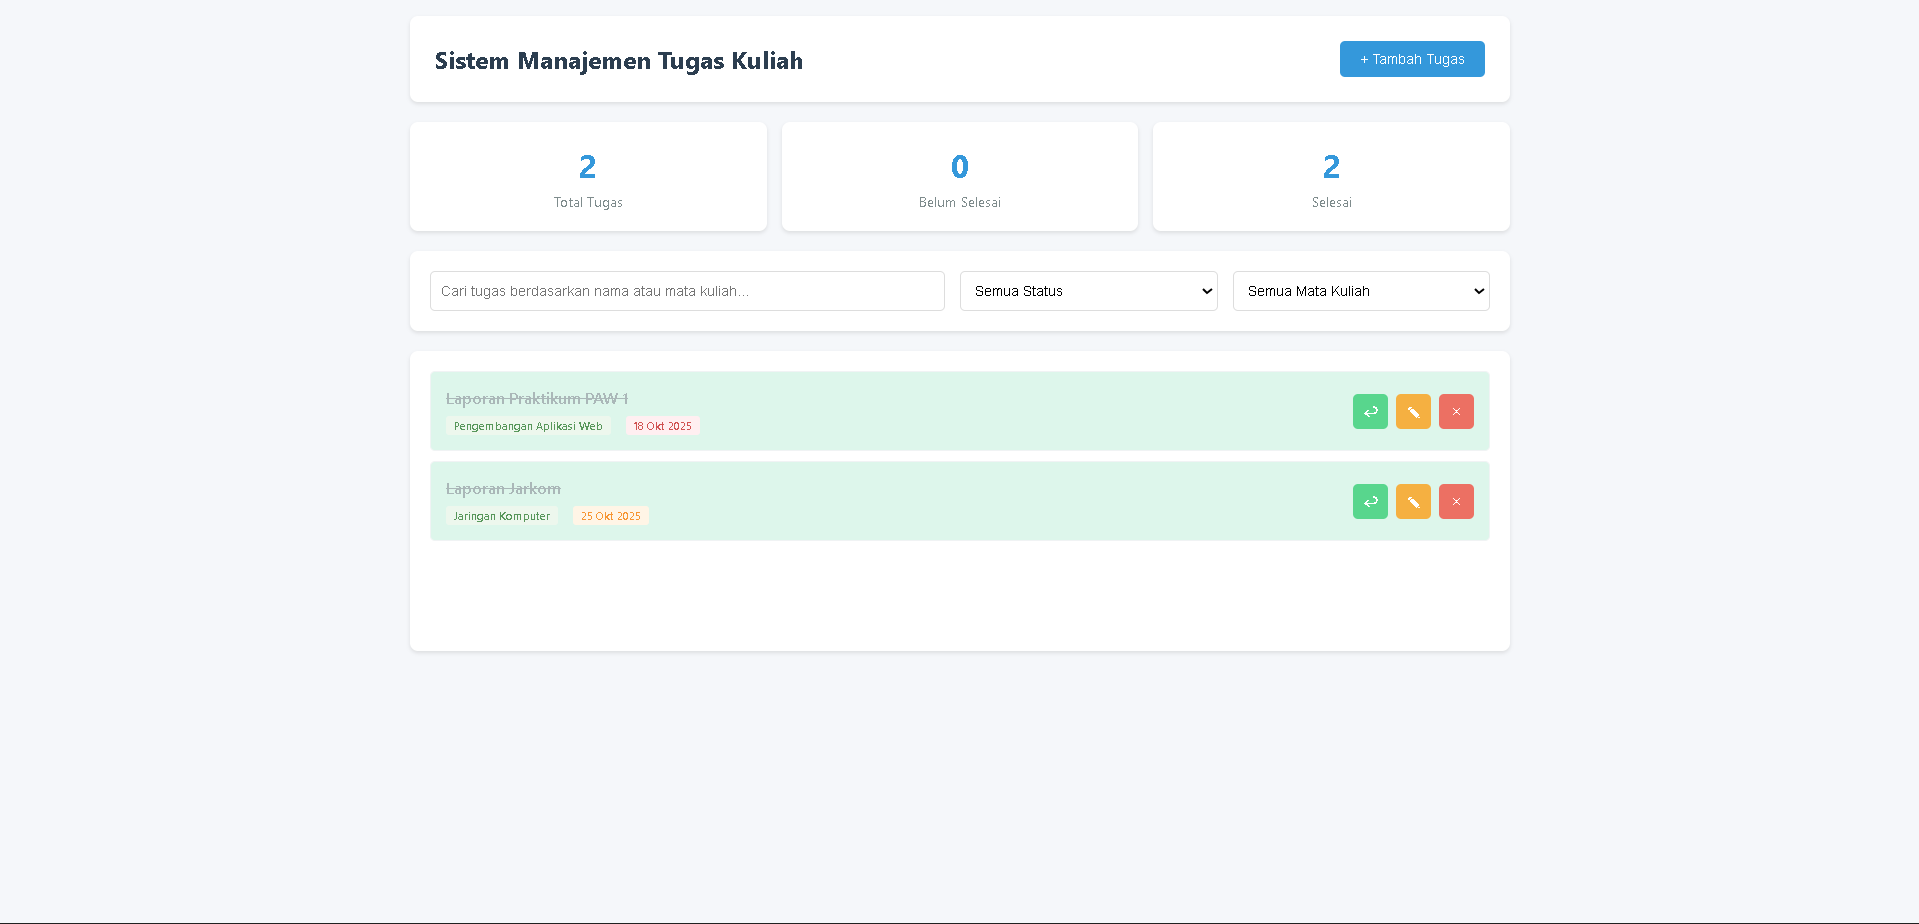 Sistem Manajemen Tugas Kuliah
+ Tambah Tugas
2
Total Tugas
0
Belum Selesai
2
Selesai
Cari tugas berdasarkan nama atau mata kuliah...
Semua Status
Semua Mata Kuliah
Laporan Praktikum PAW 1
Pengembangan Aplikasi Web
18 Okt 2025
Laporan Jarkom
Jaringan Komputer
25 Okt 2025